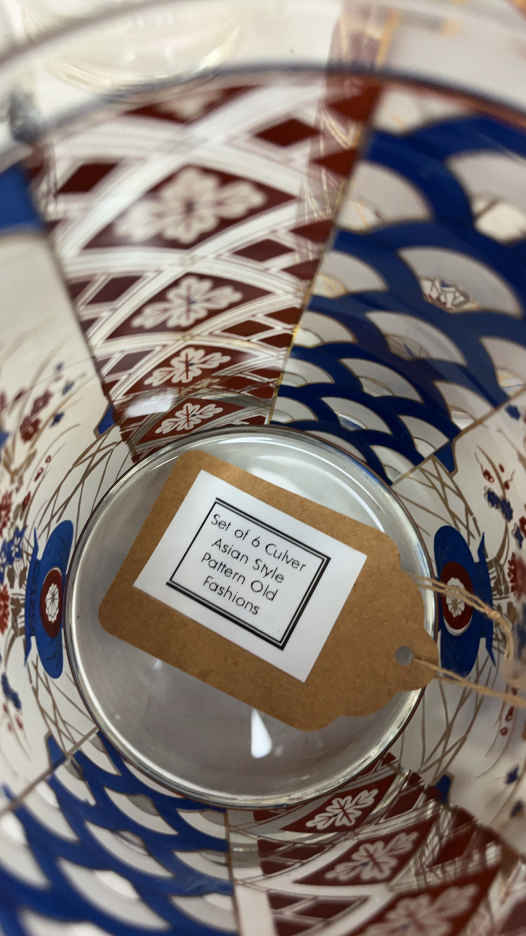 Set of 6 Culver
Asian Style
Pattern Old
Fashions